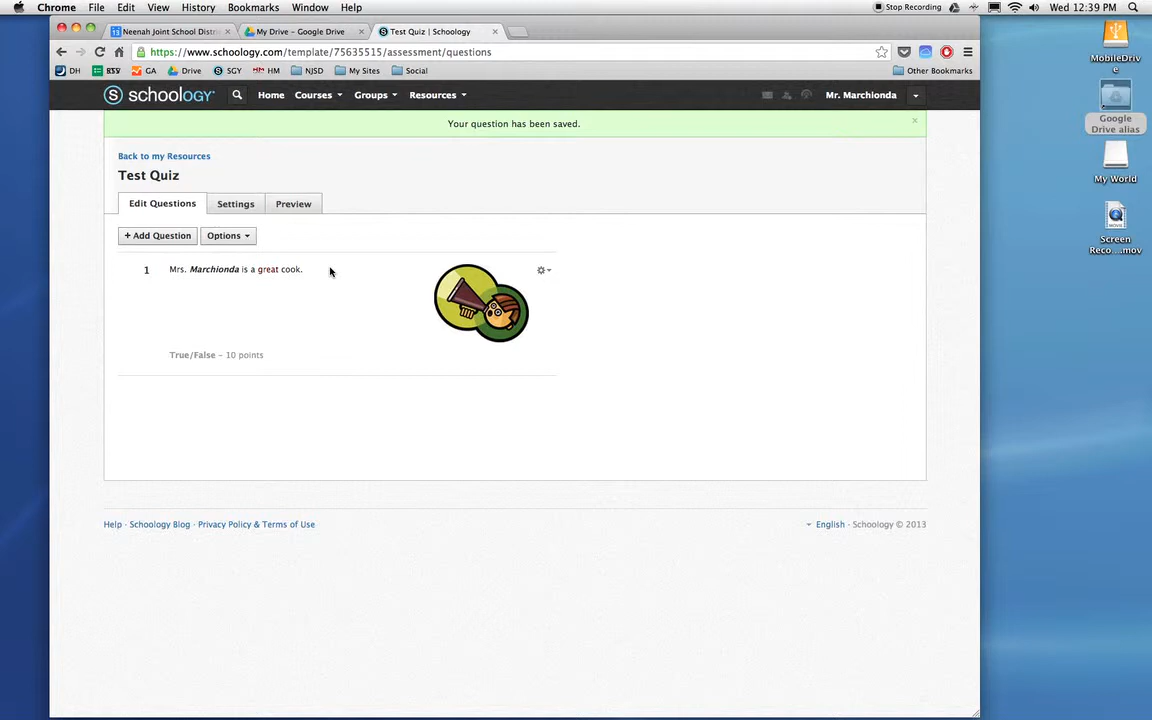 Chrome File Edit View History Bookmarks Window Help Stop Recording Wed 12:39 PM
Neenah Joint School Distri × My Drive – Google Drive × Test Quiz | Schoology ×
https://www.schoology.com/template/75635515/assessment/questions
DH GA Drive SGY HM NJSD My Sites Social Other Bookmarks
schoology Home Courses Groups Resources Mr. Marchionda
Your question has been saved. ×
Back to my Resources
Test Quiz
Edit Questions Settings Preview
+ Add Question Options
1 Mrs. Marchionda is a great cook.
True/False – 10 points
Help · Schoology Blog · Privacy Policy & Terms of Use English · Schoology © 2013
MobileDriv
e
Google
Drive alias
My World
MOVIE
Screen
Reco....mov